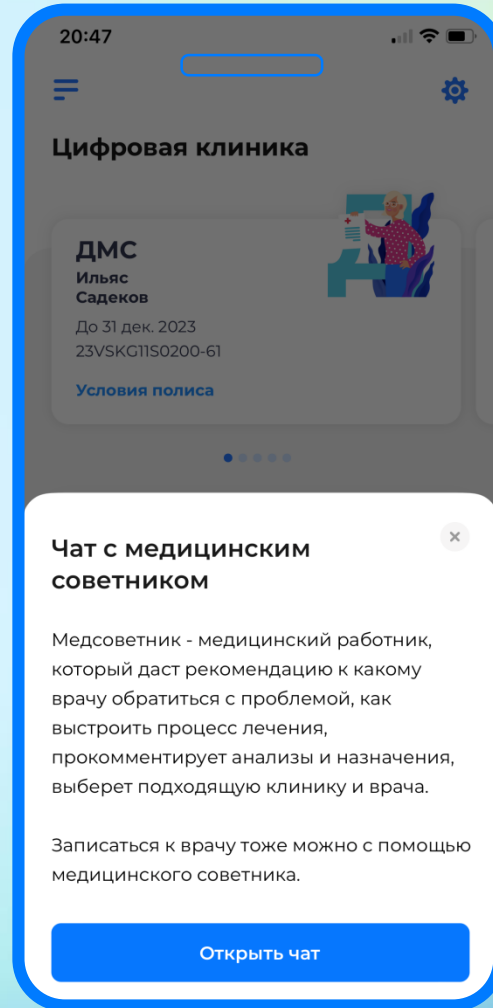 20:47
Цифровая клиника
ДМС
Ильяс
Садеков
До 31 дек. 2023
23VSKG11S0200-61
Условия полиса
Чат с медицинским
советником
Медсоветник - медицинский работник,
который даст рекомендацию к какому
врачу обратиться с проблемой, как
выстроить процесс лечения,
прокомментирует анализы и назначения,
выберет подходящую клинику и врача.
Записаться к врачу тоже можно с помощью
медицинского советника.
Открыть чат